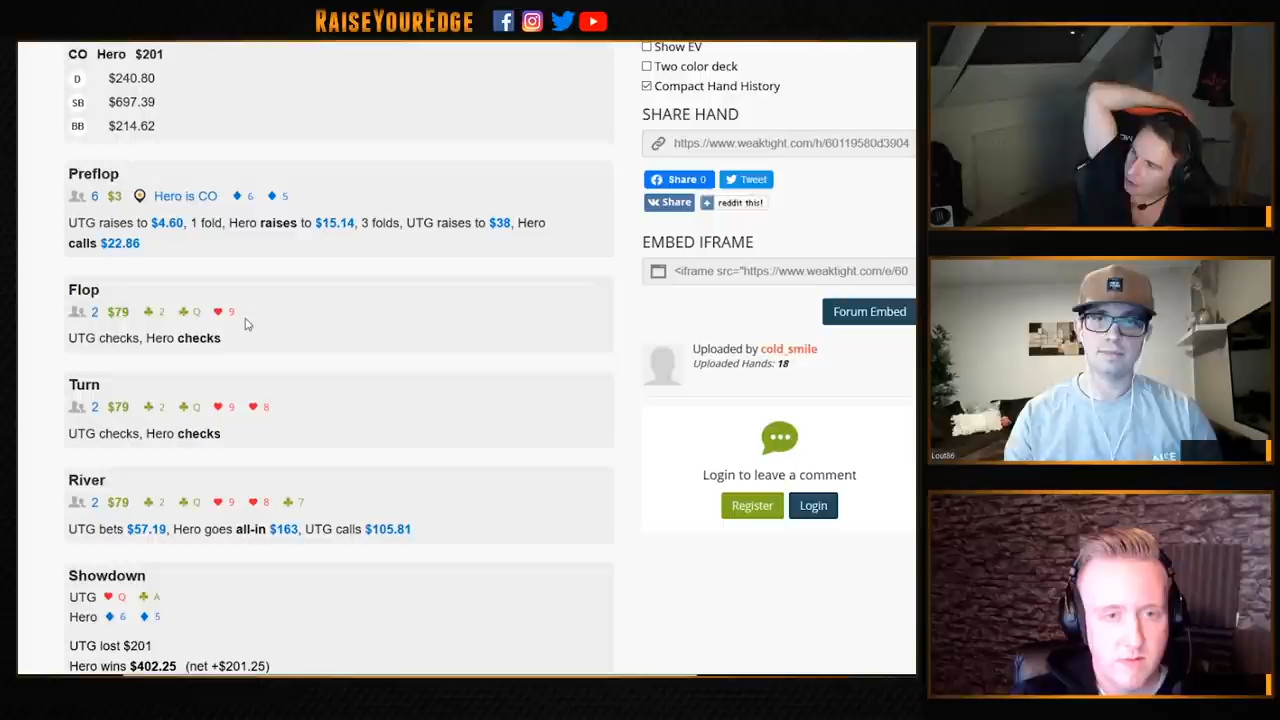 RAISEYOUREDGE
CO Hero $201
D $240.80
SB $697.39
BB $214.62
Preflop
6 $3 Hero is CO ♦ 6 ♦ 5
UTG raises to $4.60, 1 fold, Hero raises to $15.14, 3 folds, UTG raises to $38, Hero
calls $22.86
Flop
2 $79 ♣ 2 ♣ Q ♥ 9
UTG checks, Hero checks
Turn
2 $79 ♣ 2 ♣ Q ♥ 9 ♥ 8
UTG checks, Hero checks
River
2 $79 ♣ 2 ♣ Q ♥ 9 ♥ 8 ♣ 7
UTG bets $57.19, Hero goes all-in $163, UTG calls $105.81
Showdown
UTG ♥ Q ♣ A
Hero ♦ 6 ♦ 5
UTG lost $201
Hero wins $402.25 (net +$201.25)
Show EV
Two color deck
Compact Hand History
SHARE HAND
https://www.weaktight.com/h/60119580d3904
Share 0 Tweet
Share reddit this!
EMBED IFRAME
<iframe src="https://www.weaktight.com/e/60
Forum Embed
Uploaded by cold_smile
Uploaded Hands: 18
Login to leave a comment
Register Login
Lout86